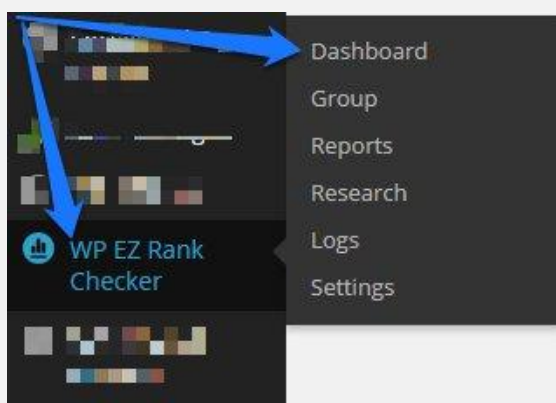 WP EZ Rank
Checker
Dashboard
Group
Reports
Research
Logs
Settings